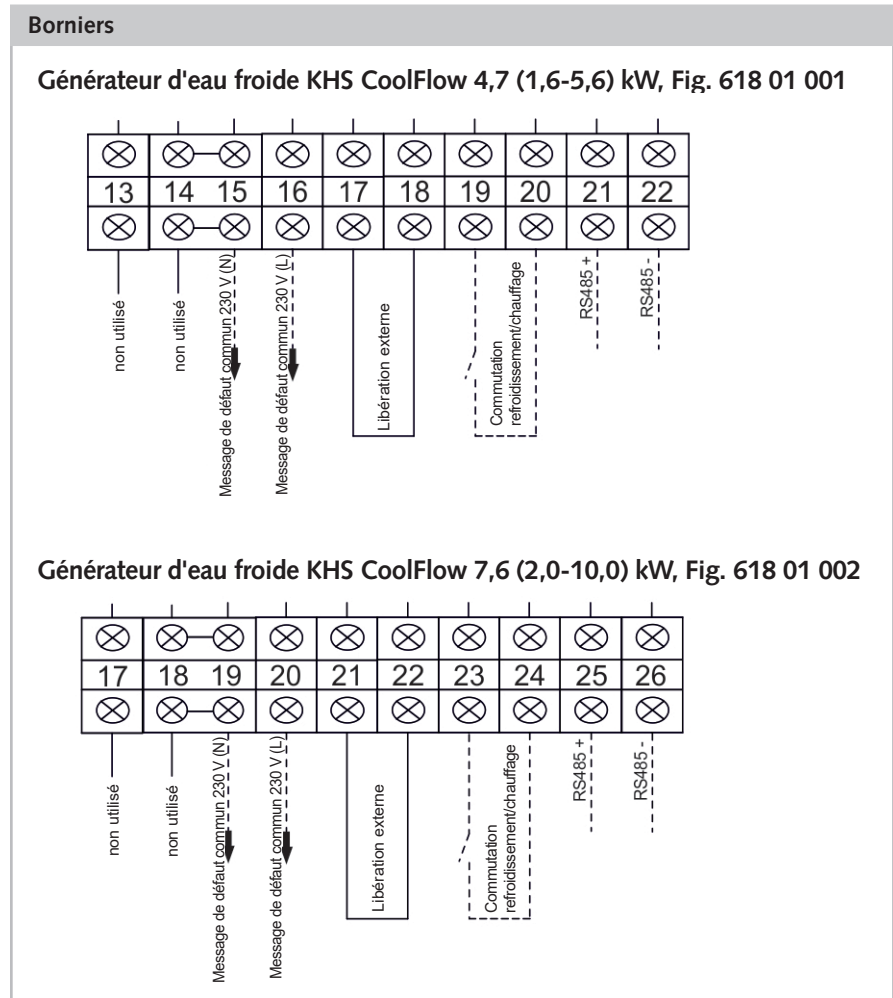 Borniers
Générateur d'eau froide KHS CoolFlow 4,7 (1,6-5,6) kW, Fig. 618 01 001
13 14 15 16 17 18 19 20 21 22
non utilisé
non utilisé
Message de défaut commun 230 V (N)
Message de défaut commun 230 V (L)
Libération externe
Commutation
refroidissement/chauffage
RS485 +
RS485 -
Générateur d'eau froide KHS CoolFlow 7,6 (2,0-10,0) kW, Fig. 618 01 002
17 18 19 20 21 22 23 24 25 26
non utilisé
non utilisé
Message de défaut commun 230 V (N)
Message de défaut commun 230 V (L)
Libération externe
Commutation
refroidissement/chauffage
RS485 +
RS485 -